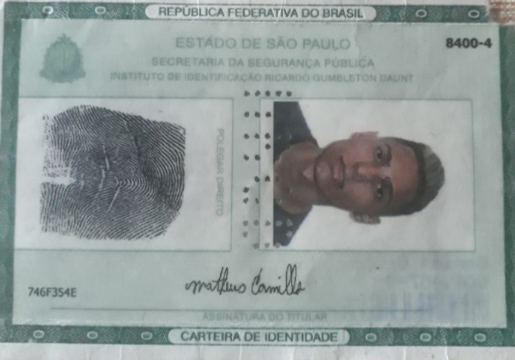 REPÚBLICA FEDERATIVA DO BRASIL
ESTADO DE SÃO PAULO
8400-4
SECRETARIA DA SEGURANÇA PÚBLICA
INSTITUTO DE IDENTIFICAÇÃO RICARDO GUMBLETON DAUNT
POLEGAR DIREITO
746F354E
Matheus Camillo
ASSINATURA DO TITULAR
CARTEIRA DE IDENTIDADE